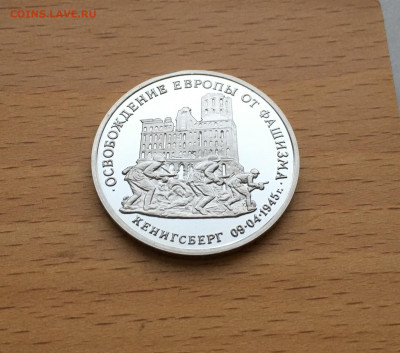 COINS.LAVE.RU
· ОСВОБОЖДЕНИЕ ЕВРОПЫ ОТ ФАШИЗМА ·
КЕНИГСБЕРГ 09·04·1945г.